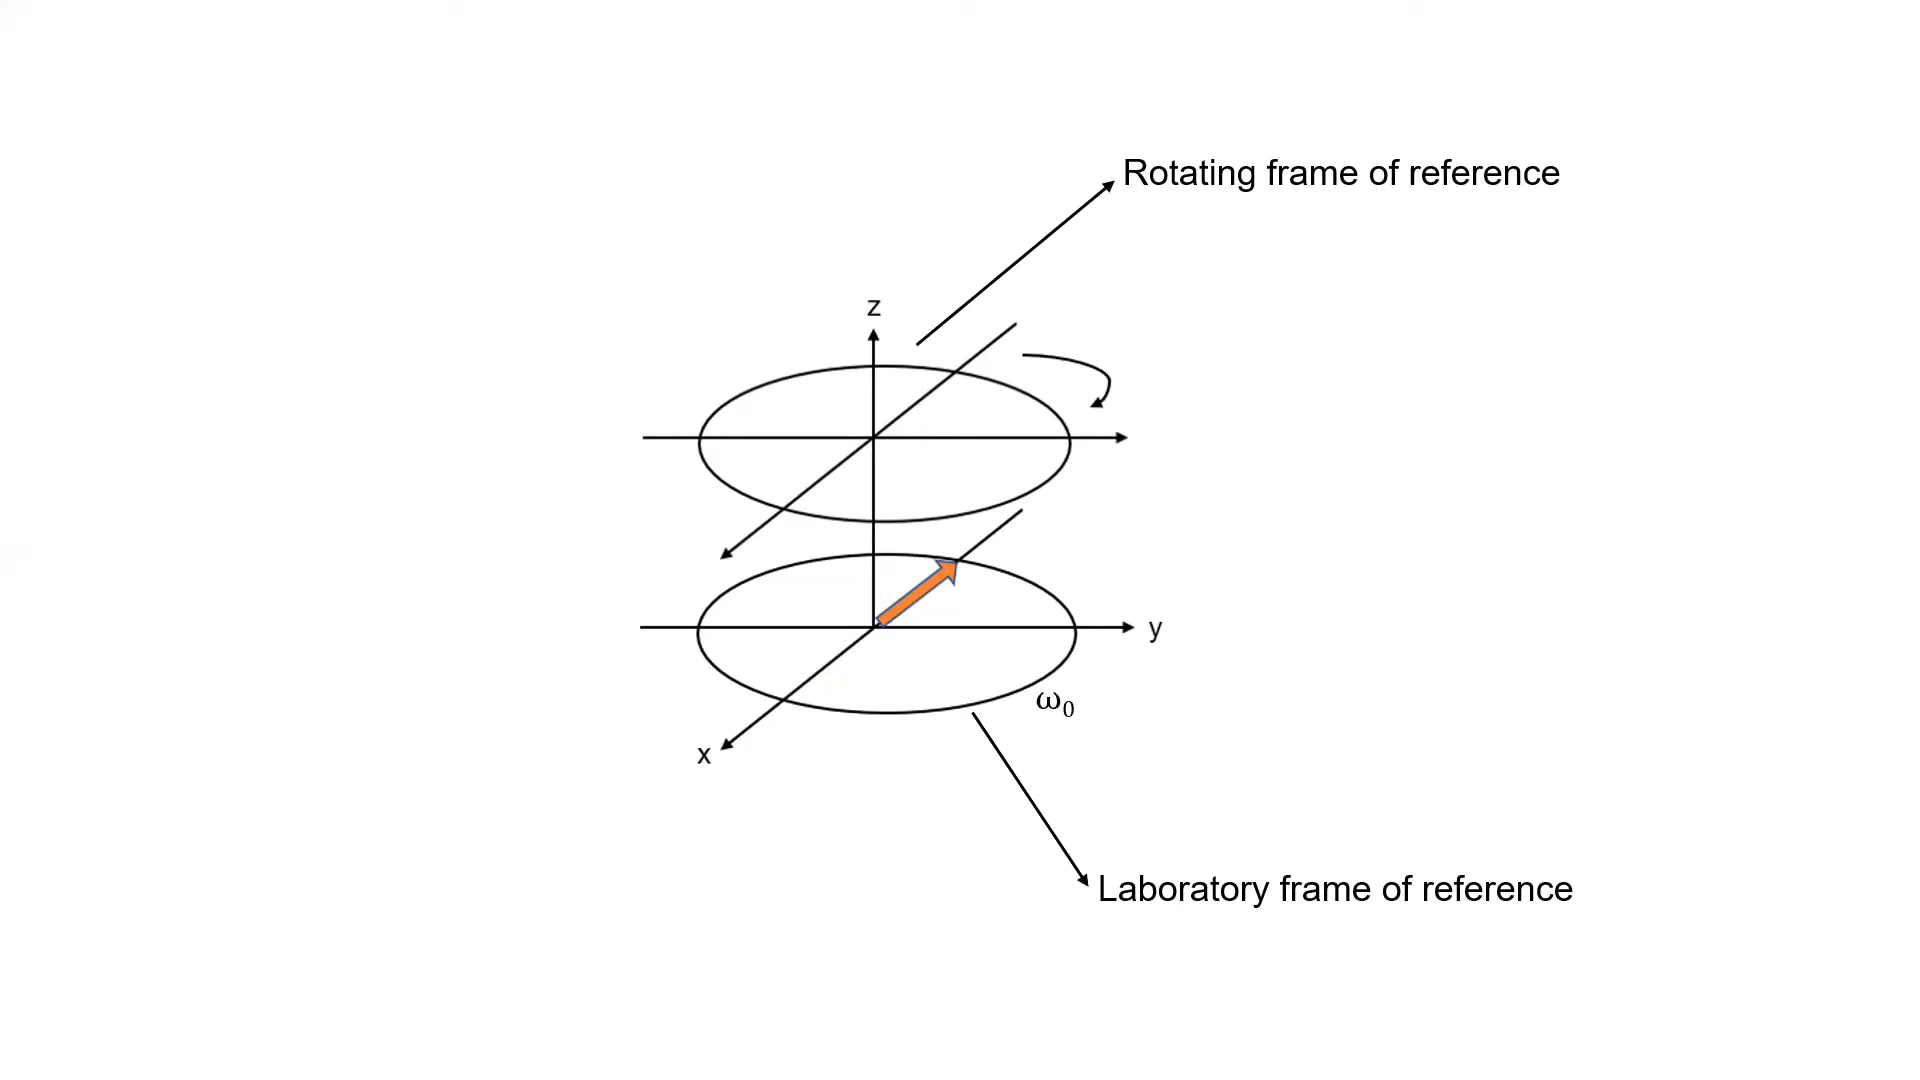 Rotating frame of reference
z
y
ω₀
x
Laboratory frame of reference